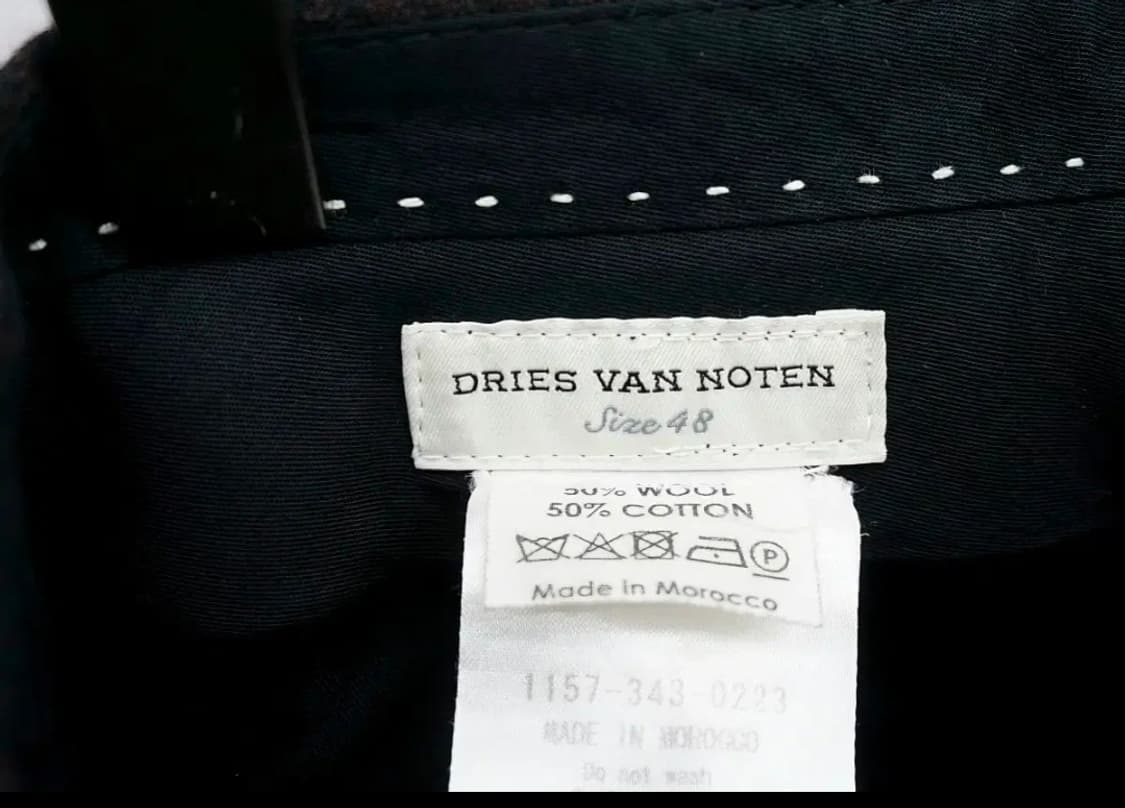 DRIES VAN NOTEN
Size 48
50% WOOL
50% COTTON
P
Made in Morocco
1157-343-0223
MADE IN MOROCCO
Do not wash